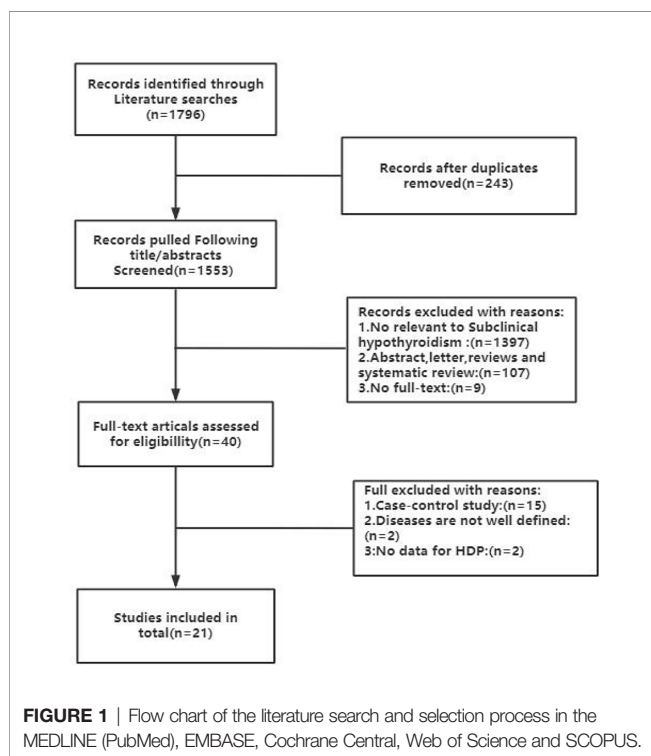 Records identified through
Literature searches
(n=1796)
Records after duplicates
removed(n=243)
Records pulled Following
title/abstracts
Screened(n=1553)
Records excluded with reasons:
1.No relevant to Subclinical
hypothyroidism :(n=1397)
2.Abstract,letter,reviews and
systematic review:(n=107)
3.No full-text:(n=9)
Full-text articals assessed
for eligibillity(n=40)
Full excluded with reasons:
1.Case-control study:(n=15)
2.Diseases are not well defined:
(n=2)
3:No data for HDP:(n=2)
Studies included in
total(n=21)
FIGURE 1 | Flow chart of the literature search and selection process in the
MEDLINE (PubMed), EMBASE, Cochrane Central, Web of Science and SCOPUS.